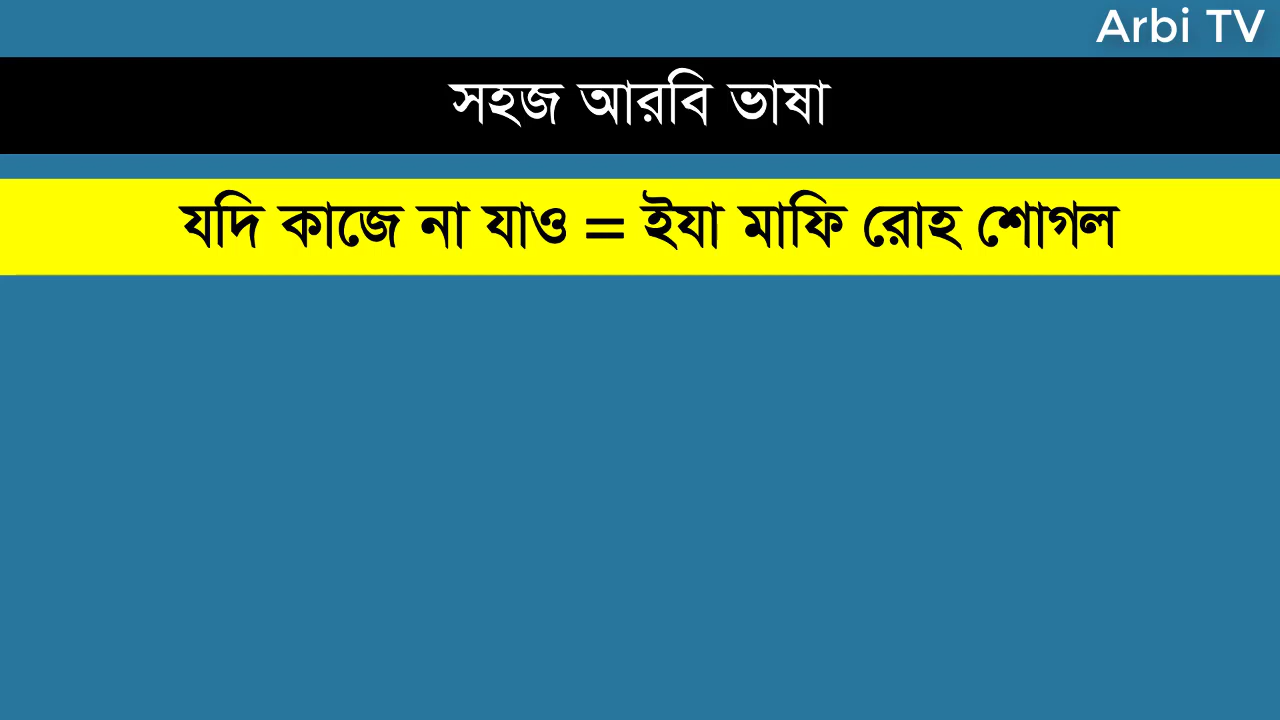 Arbi TV
সহজ আরবি ভাষা
যদি কাজে না যাও = ইযা মাফি রোহ শোগল